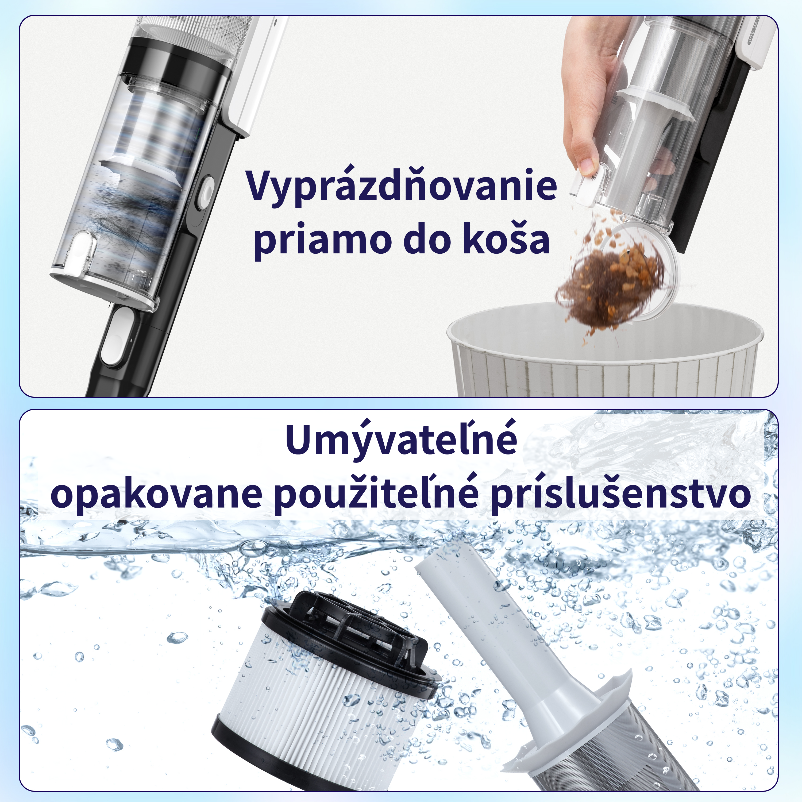 Vyprázdňovanie
priamo do koša
Umývateľné
opakovane použiteľné príslušenstvo